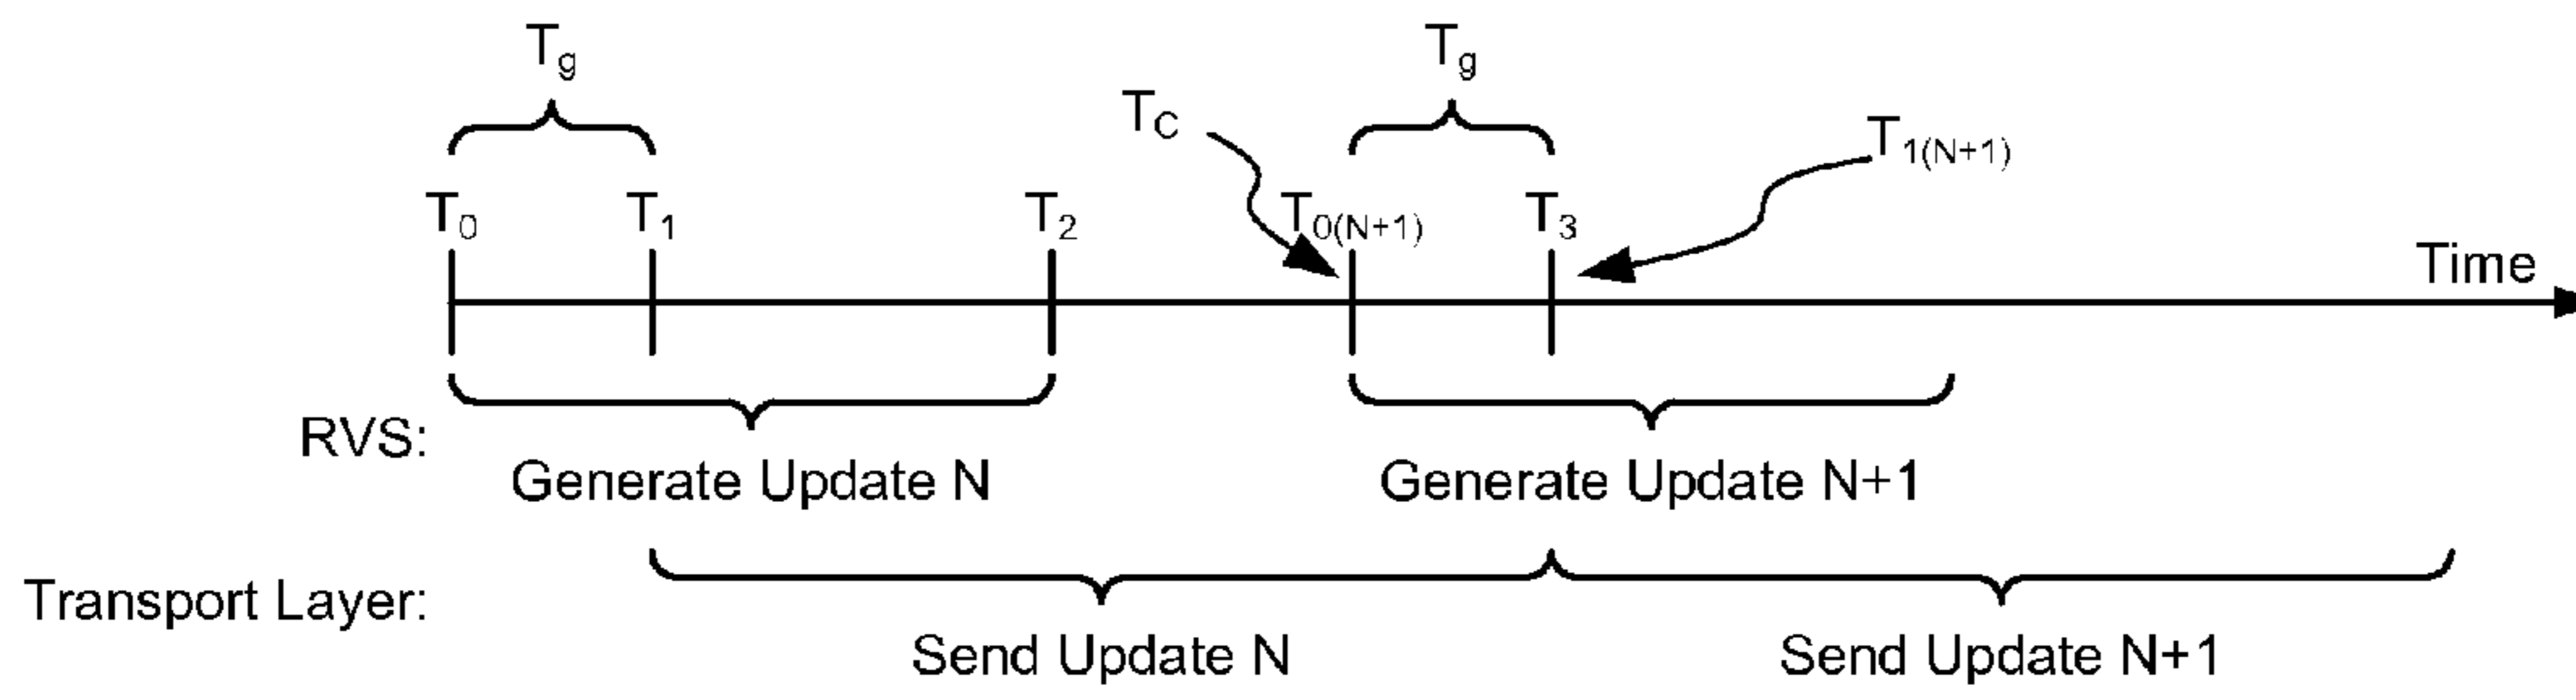 Tg Tg
TC T1(N+1)
T0 T1 T2 T0(N+1) T3
Time
RVS:
Generate Update N Generate Update N+1
Transport Layer:
Send Update N Send Update N+1